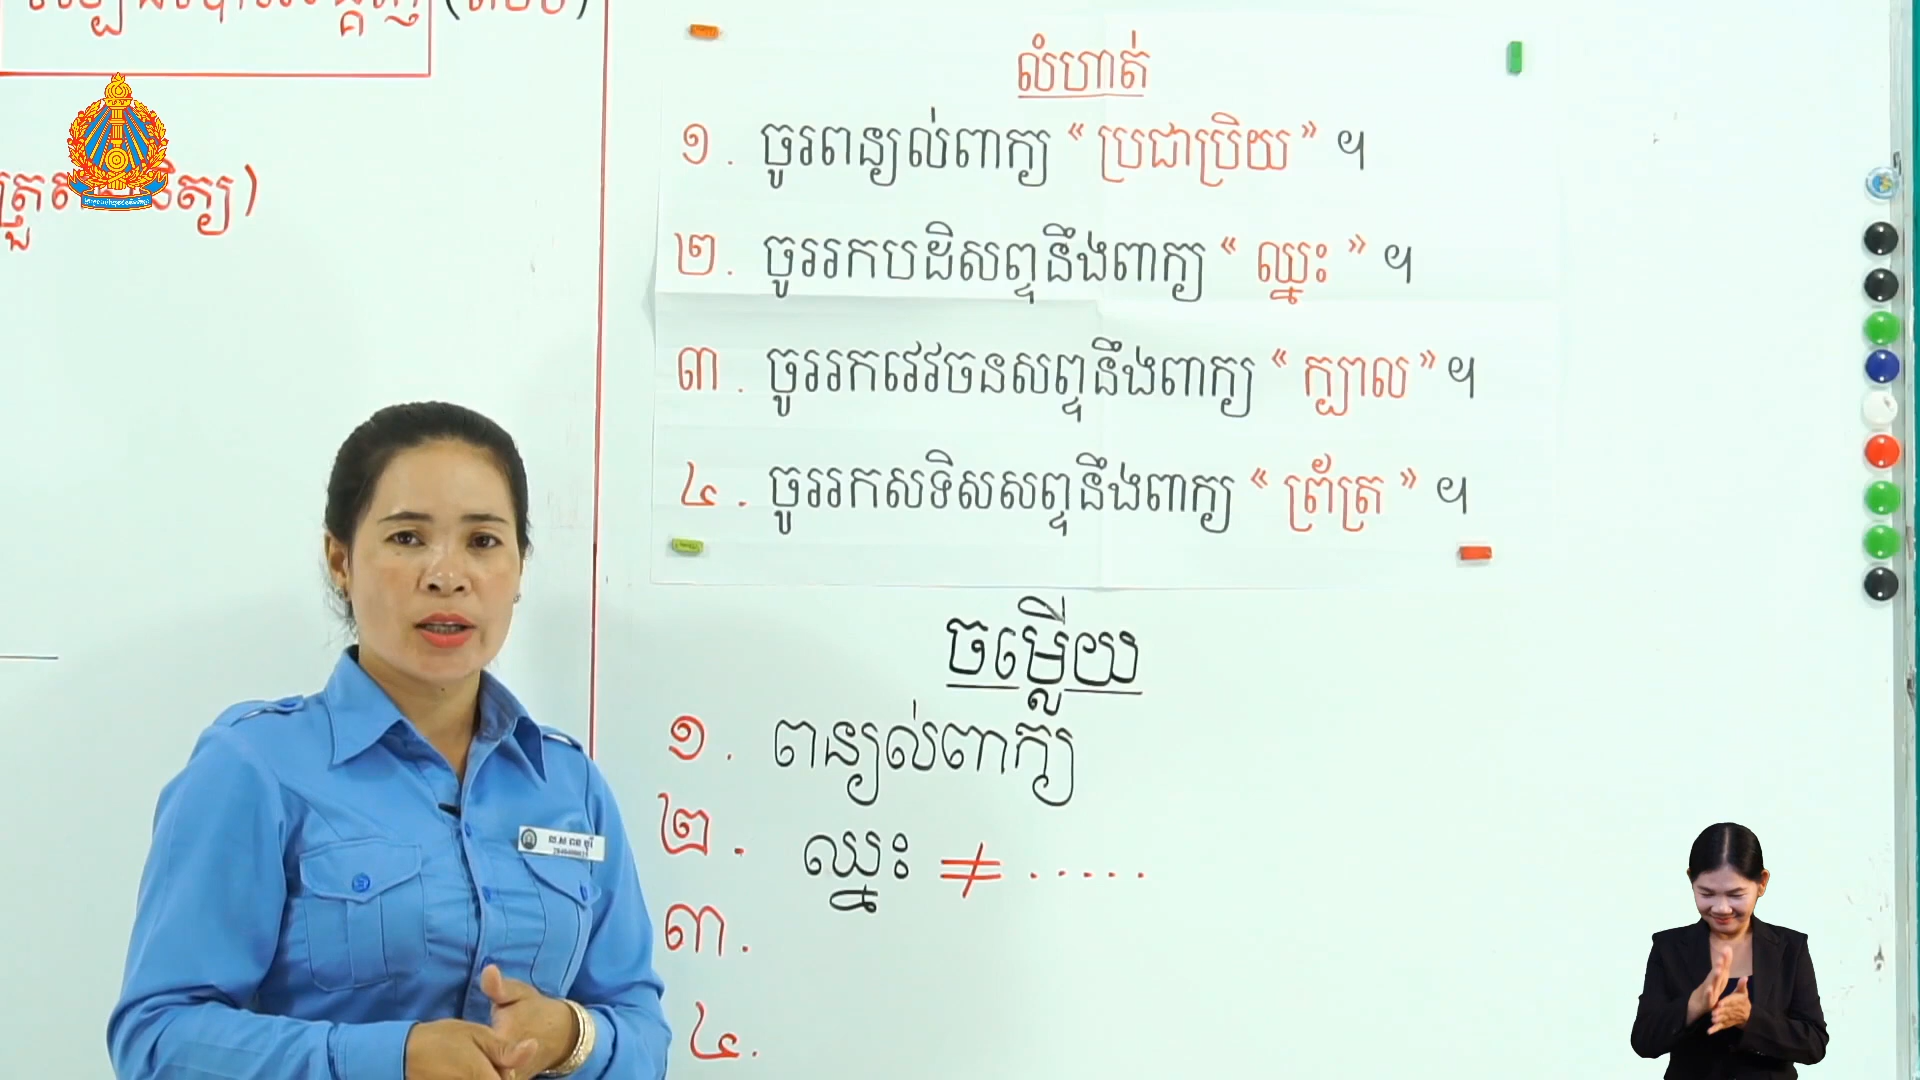 លំហាត់
១. ចូរពន្យល់ពាក្យ « ប្រជាប្រិយ » ។
២. ចូររកបដិសព្ទនឹងពាក្យ « ឈ្នះ » ។
៣. ចូររកវេវចនសព្ទនឹងពាក្យ « ក្បាល » ។
៤. ចូររកសទិសសព្ទនឹងពាក្យ « ព្រ័ត្រ » ។
ចម្លើយ
១. ពន្យល់ពាក្យ
២. ឈ្នះ ≠ .....
៣.
៤.